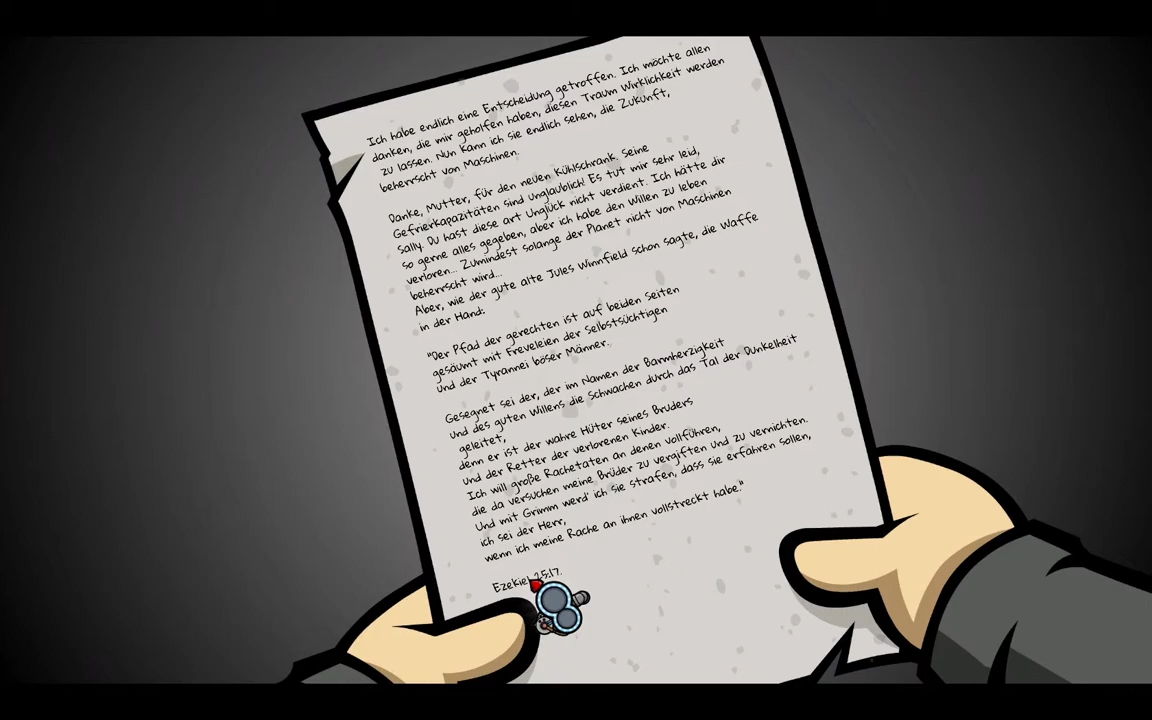 Ich habe endlich eine Entscheidung getroffen. Ich möchte allen
danken, die mir geholfen haben, diesen Traum Wirklichkeit werden
zu lassen. Nun kann ich sie endlich sehen, die Zukunft,
beherrscht von Maschinen.
Danke, Mutter, für den neuen Kühlschrank. Seine
Gefrierkapazitäten sind unglaublich! Es tut mir sehr leid,
Sally. Du hast diese art Unglück nicht verdient. Ich hätte dir
so gerne alles gegeben, aber ich habe den Willen zu leben
verloren... Zumindest solange der Planet nicht von Maschinen
beherrscht wird...
Aber, wie der gute alte Jules Winnfield schon sagte, die Waffe
in der Hand:
"Der Pfad der gerechten ist auf beiden Seiten
gesäumt mit Freveleien der Selbstsüchtigen
und der Tyrannei böser Männer.
Gesegnet sei der, der im Namen der Barmherzigkeit
und des guten Willens die Schwachen durch das Tal der Dunkelheit
geleitet,
denn er ist der wahre Hüter seines Bruders
und der Retter der verlorenen Kinder.
Ich will große Rachetaten an denen vollführen,
die da versuchen meine Brüder zu vergiften und zu vernichten.
Und mit Grimm werd' ich sie strafen, dass sie erfahren sollen,
ich sei der Herr,
wenn ich meine Rache an ihnen vollstreckt habe."
Ezekiel 25:17.